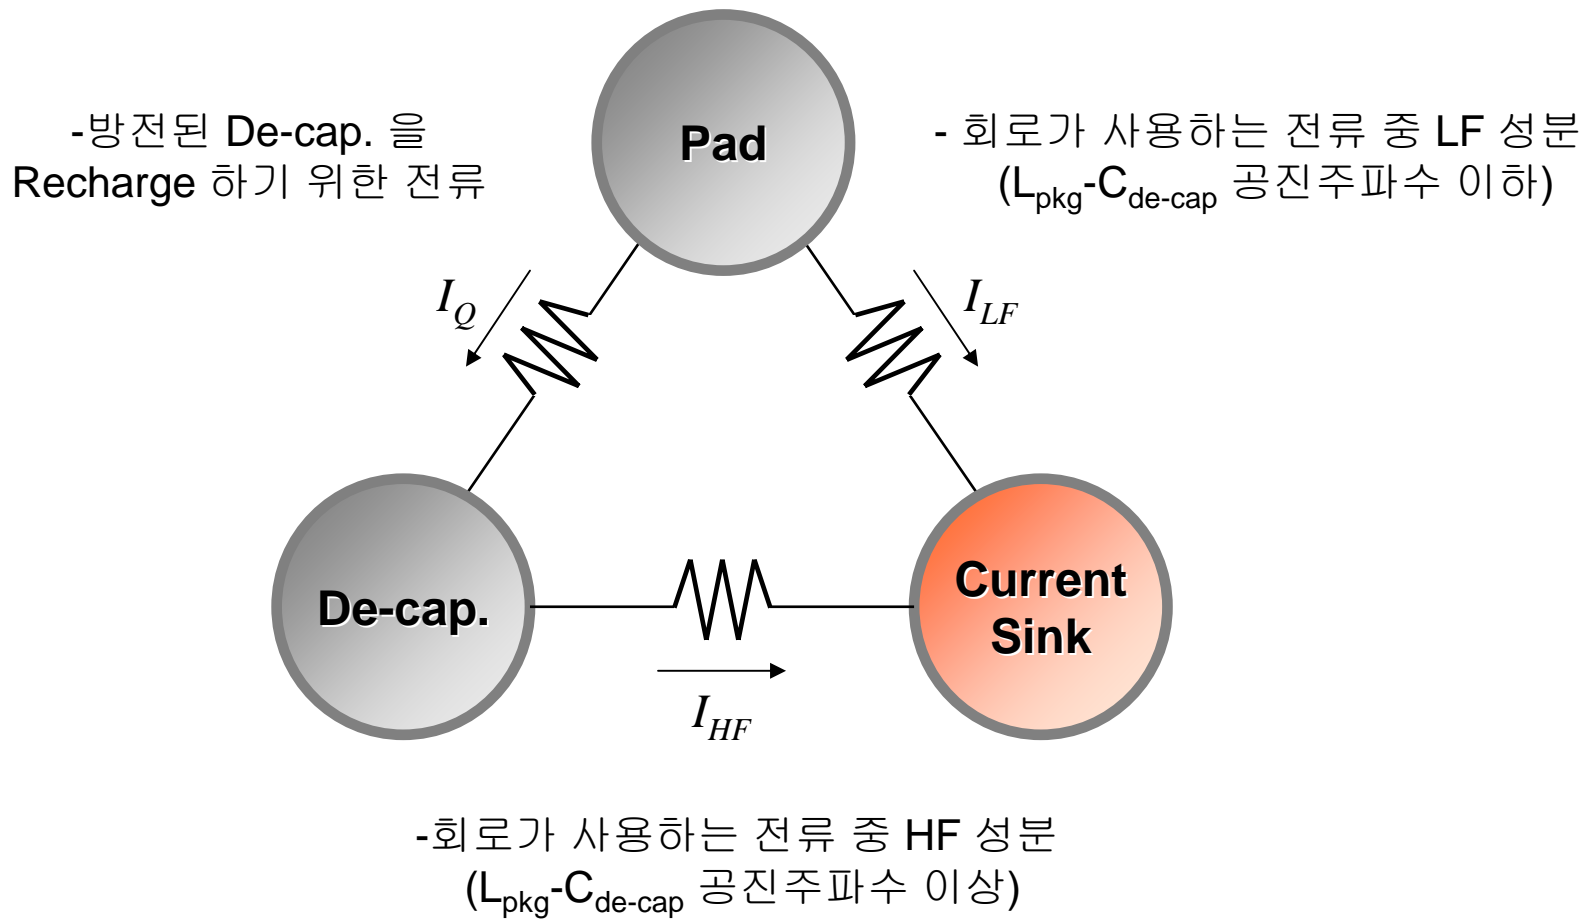 Pad
-방전된 De-cap. 을
Recharge 하기 위한 전류
- 회로가 사용하는 전류 중 LF 성분
(Lpkg-Cde-cap 공진주파수 이하)
IQ
ILF
De-cap.
Current
Sink
IHF
-회로가 사용하는 전류 중 HF 성분
(Lpkg-Cde-cap 공진주파수 이상)